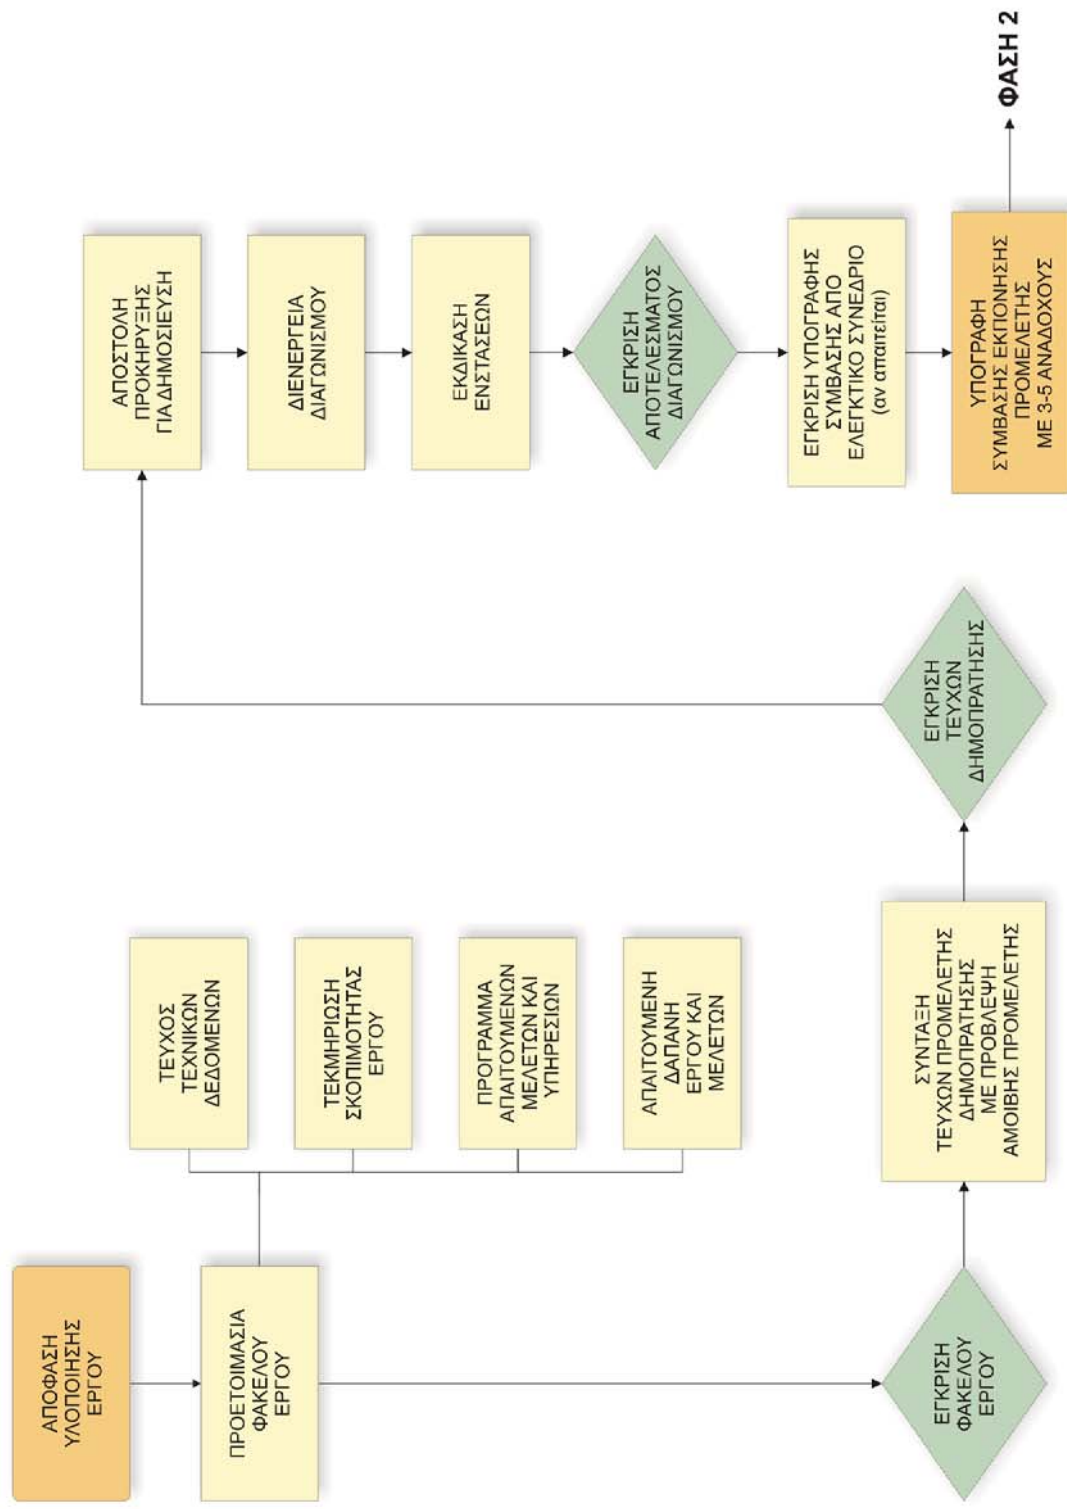 ΑΠΟΦΑΣΗ
ΥΛΟΠΟΙΗΣΗΣ
ΕΡΓΟΥ
ΠΡΟΕΤΟΙΜΑΣΙΑ
ΦΑΚΕΛΟΥ
ΕΡΓΟΥ
ΤΕΥΧΟΣ
ΤΕΧΝΙΚΩΝ
ΔΕΔΟΜΕΝΩΝ
ΤΕΚΜΗΡΙΩΣΗ
ΣΚΟΠΙΜΟΤΗΤΑΣ
ΕΡΓΟΥ
ΠΡΟΓΡΑΜΜΑ
ΑΠΑΙΤΟΥΜΕΝΩΝ
ΜΕΛΕΤΩΝ ΚΑΙ
ΥΠΗΡΕΣΙΩΝ
ΑΠΑΙΤΟΥΜΕΝΗ
ΔΑΠΑΝΗ
ΕΡΓΟΥ ΚΑΙ
ΜΕΛΕΤΩΝ
ΕΓΚΡΙΣΗ
ΦΑΚΕΛΟΥ
ΕΡΓΟΥ
ΣΥΝΤΑΞΗ
ΤΕΥΧΩΝ ΠΡΟΜΕΛΕΤΗΣ
ΔΗΜΟΠΡΑΤΗΣΗΣ
ΜΕ ΠΡΟΒΛΕΨΗ
ΑΜΟΙΒΗΣ ΠΡΟΜΕΛΕΤΗΣ
ΕΓΚΡΙΣΗ
ΤΕΥΧΩΝ
ΔΗΜΟΠΡΑΤΗΣΗΣ
ΑΠΟΣΤΟΛΗ
ΠΡΟΚΗΡΥΞΗΣ
ΓΙΑ ΔΗΜΟΣΙΕΥΣΗ
ΔΙΕΝΕΡΓΕΙΑ
ΔΙΑΓΩΝΙΣΜΟΥ
ΕΚΔΙΚΑΣΗ
ΕΝΣΤΑΣΕΩΝ
ΕΓΚΡΙΣΗ
ΑΠΟΤΕΛΕΣΜΑΤΟΣ
ΔΙΑΓΩΝΙΣΜΟΥ
ΕΓΚΡΙΣΗ ΥΠΟΓΡΑΦΗΣ
ΣΥΜΒΑΣΗΣ ΑΠΟ
ΕΛΕΓΚΤΙΚΟ ΣΥΝΕΔΡΙΟ
(αν απαιτείται)
ΥΠΟΓΡΑΦΗ
ΣΥΜΒΑΣΗΣ ΕΚΠΟΝΗΣΗΣ
ΠΡΟΜΕΛΕΤΗΣ
ΜΕ 3-5 ΑΝΑΔΟΧΟΥΣ
ΦΑΣΗ 2